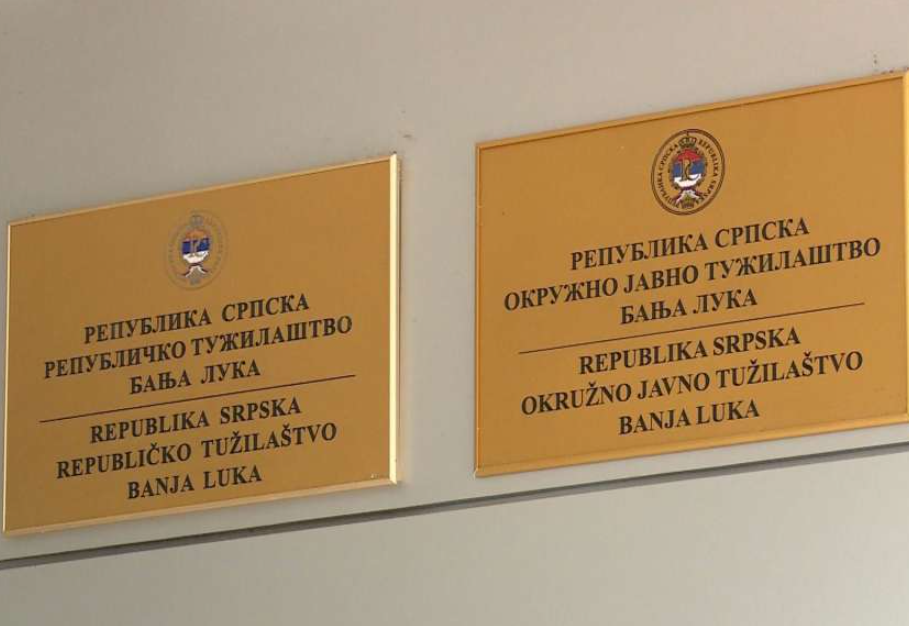 РЕПУБЛИКА СРПСКА
РЕПУБЛИЧКО ТУЖИЛАШТВО
БАЊА ЛУКА
REPUBLIKA SRPSKA
REPUBLIČKO TUŽILAŠTVO
BANJA LUKA
РЕПУБЛИКА СРПСКА
ОКРУЖНО ЈАВНО ТУЖИЛАШТВО
БАЊА ЛУКА
REPUBLIKA SRPSKA
OKRUŽNO JAVNO TUŽILAŠTVO
BANJA LUKA